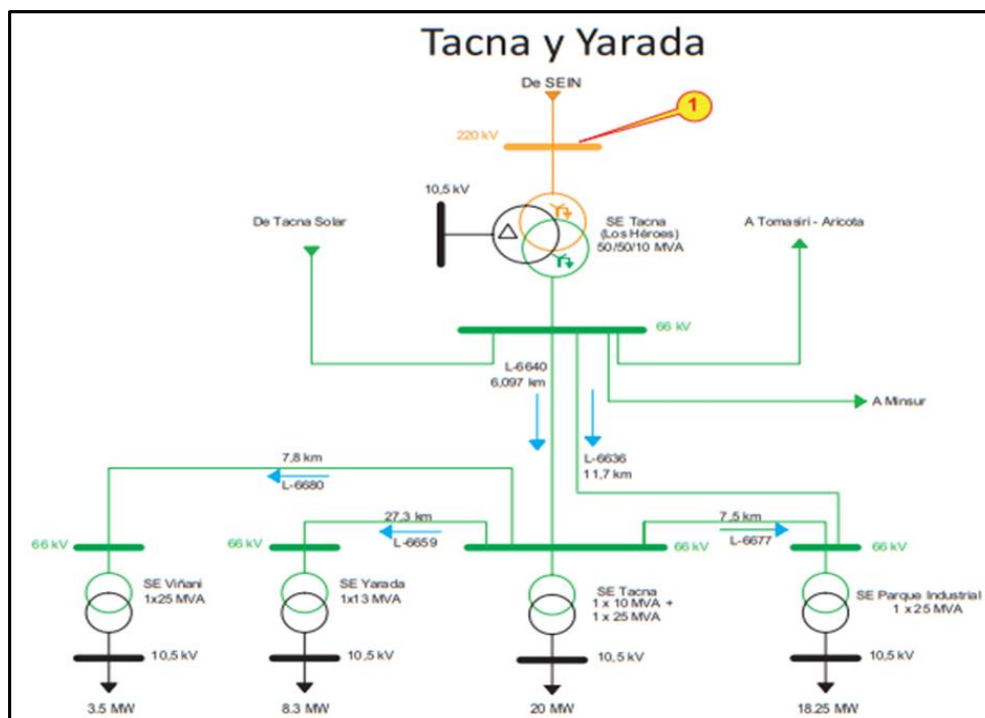 Tacna y Yarada
De SEIN
1
220 kV
10,5 kV
De Tacna Solar
SE Tacna
(Los Héroes)
50/50/10 MVA
A Tomasiri - Aricota
66 kV
L-6640
6,097 km
A Minsur
L-6636
11,7 km
7,8 km
L-6680
27,3 km
L-6659
7,5 km
L-6677
66 kV
66 kV
66 kV
66 kV
SE Viñani
1x25 MVA
SE Yarada
1x13 MVA
SE Tacna
1 x 10 MVA +
1 x 25 MVA
SE Parque Industrial
1 x 25 MVA
10,5 kV
10,5 kV
10,5 kV
10,5 kV
3.5 MW
8.3 MW
20 MW
18.25 MW